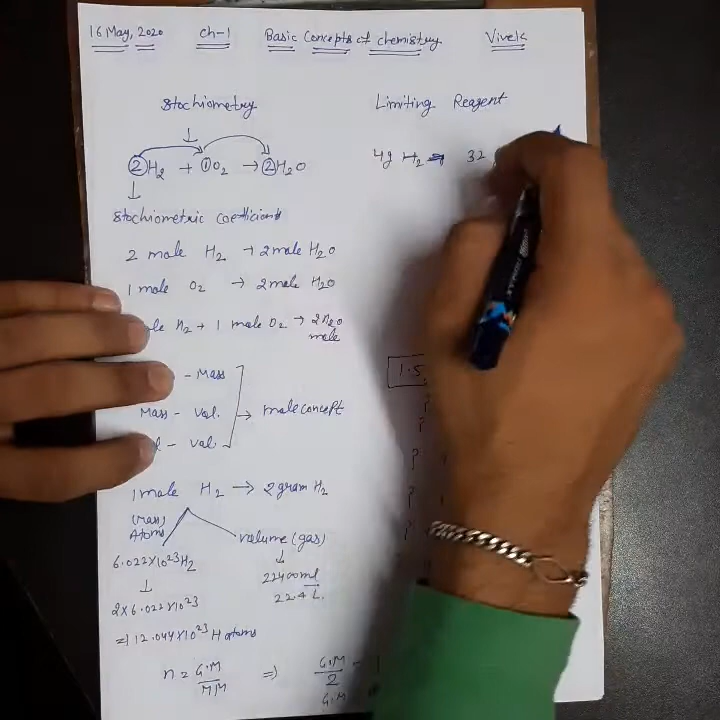 16 May, 2020 Ch-1 Basic Concepts of chemistry Vivek
Stochiometry
2H2 + 1O2 → 2H2O
Stochiometric coefficient
2 mole H2 → 2 mole H2O
1 mole O2 → 2 mole H2O
H2 + 1 mole O2 → 2H2O
mole
- Mass
Mass - Vol. → mole concept
- val
1 mole H2 → 2 gram H2
(Mass)
Atoms volume (gas)
6.022×10^23 H2 22400ml
2×6.022×10^23 22.4 L.
=) 12.044×10^23 H atoms
n = G.M/MM =) G.M/2
G.M
Limiting Reagent
4g H2 32
1.5